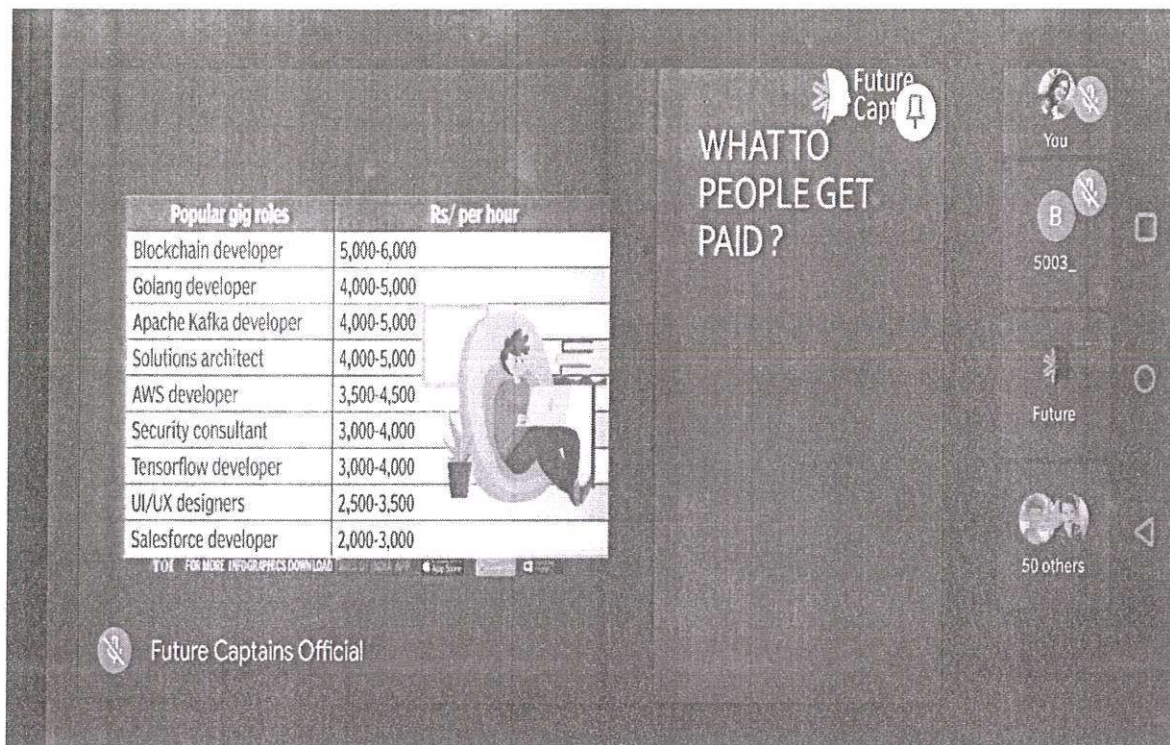 Future
Capt
WHAT TO
PEOPLE GET
PAID ?
Popular gig roles Rs/ per hour
Blockchain developer 5,000-6,000
Golang developer 4,000-5,000
Apache Kafka developer 4,000-5,000
Solutions architect 4,000-5,000
AWS developer 3,500-4,500
Security consultant 3,000-4,000
Tensorflow developer 3,000-4,000
UI/UX designers 2,500-3,500
Salesforce developer 2,000-3,000
TOI FOR MORE INFOGRAPHICS DOWNLOAD App Store
Future Captains Official
You
B
5003_
Future
50 others